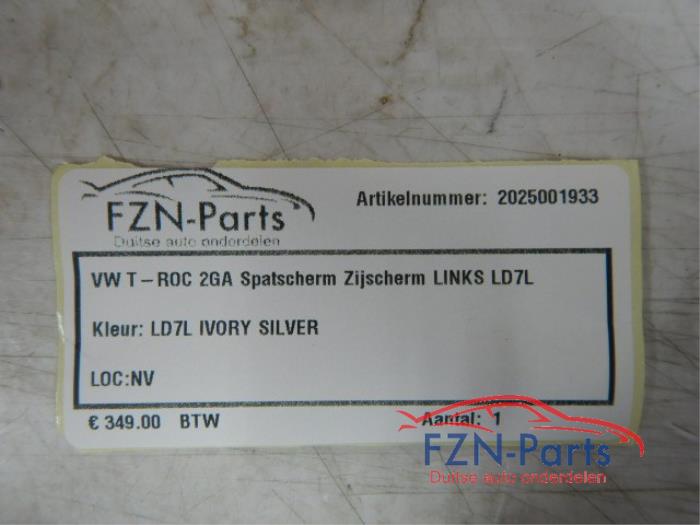 FZN-Parts
Duitse auto onderdelen
Artikelnummer: 2025001933
VW T-ROC 2GA Spatscherm Zijscherm LINKS LD7L
Kleur: LD7L IVORY SILVER
LOC:NV
€ 349.00 BTW
Aantal: 1
FZN-Parts
Duitse auto onderdelen